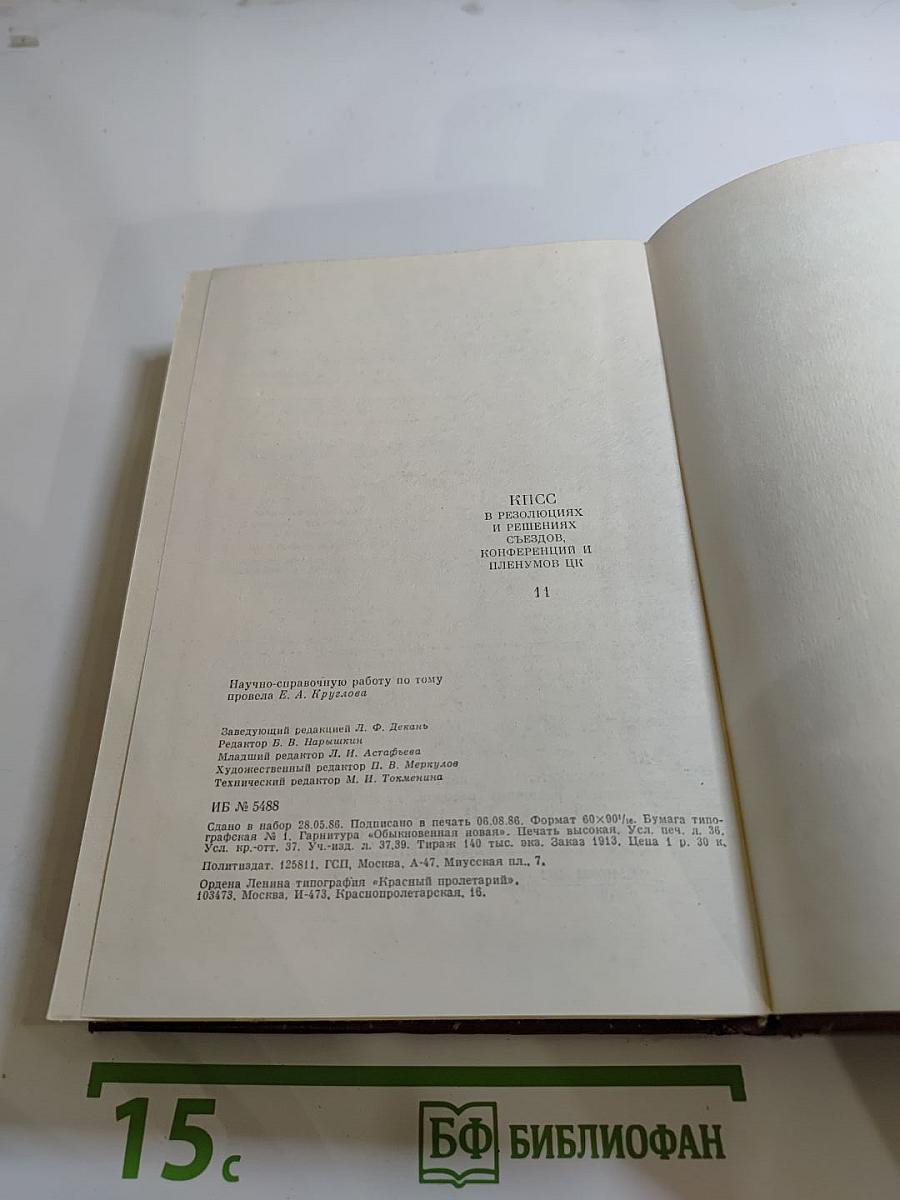 КПСС
В РЕЗОЛЮЦИЯХ
И РЕШЕНИЯХ
СЪЕЗДОВ,
КОНФЕРЕНЦИЙ И
ПЛЕНУМОВ ЦК
11
Научно-справочную работу по тому
провела Е. А. Круглова
Заведующий редакцией Л. Ф. Декань
Редактор Б. В. Нарышкин
Младший редактор Л. И. Астафьева
Художественный редактор П. В. Меркулов
Технический редактор М. И. Токменина
ИБ № 5488
Сдано в набор 28.05.86. Подписано в печать 06.08.86. Формат 60×90¹/₁₆. Бумага типо-
графская № 1. Гарнитура «Обыкновенная новая». Печать высокая. Усл. печ. л. 36.
Усл. кр.-отт. 37. Уч.-изд. л. 37,39. Тираж 140 тыс. экз. Заказ 1913. Цена 1 р. 30 к.
Политиздат. 125811, ГСП, Москва, А-47, Миусская пл., 7.
Ордена Ленина типография «Красный пролетарий».
103473, Москва, И-473, Краснопролетарская, 16.
15 с
БФ БИБЛИОФАН